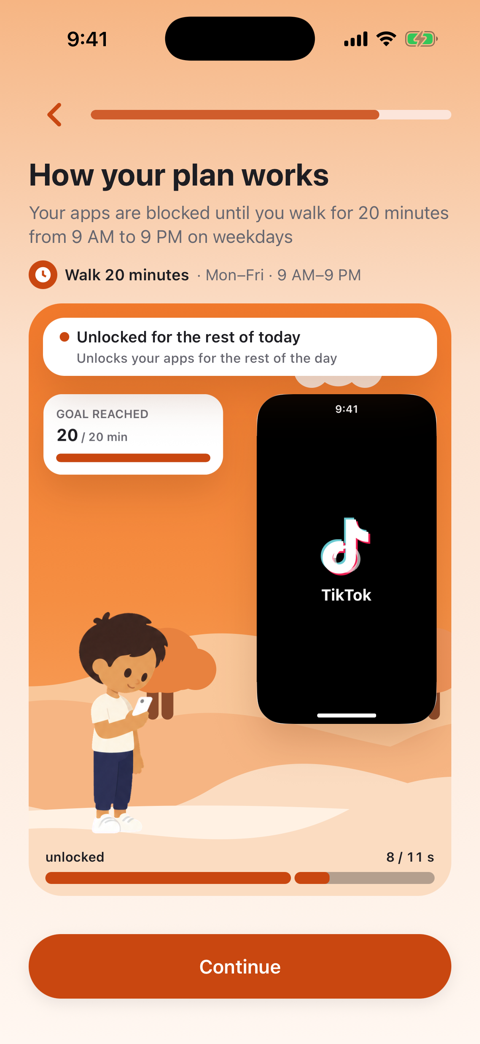 9:41
How your plan works
Your apps are blocked until you walk for 20 minutes
from 9 AM to 9 PM on weekdays
Walk 20 minutes · Mon–Fri · 9 AM–9 PM
Unlocked for the rest of today
Unlocks your apps for the rest of the day
GOAL REACHED
20 / 20 min
9:41
TikTok
unlocked 8 / 11 s
Continue